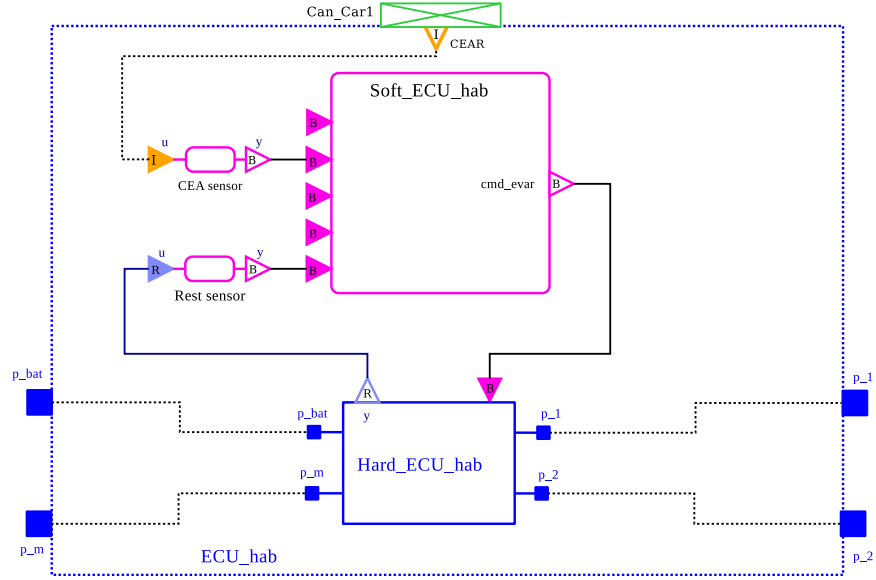 Can_Car1
I
CEAR
Soft_ECU_hab
B
u
y
I
B
B
CEA sensor
B
cmd_evar
B
B
u
y
R
B
B
Rest sensor
p_bat
R
B
p_1
p_bat
y
p_1
Hard_ECU_hab
p_m
p_2
p_m
ECU_hab
p_2